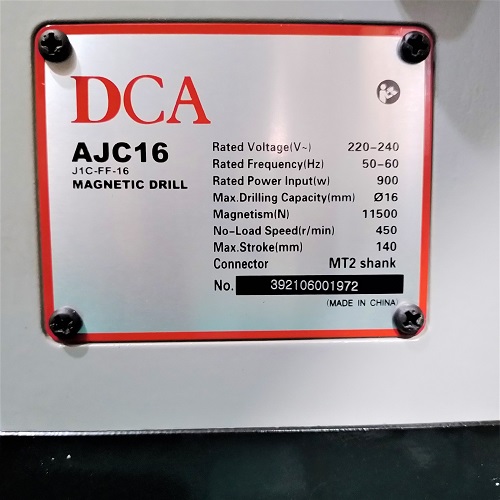 DCA
AJC16
J1C-FF-16
MAGNETIC DRILL
Rated Voltage(V~) 220-240
Rated Frequency(Hz) 50-60
Rated Power Input(w) 900
Max.Drilling Capacity(mm) Ø16
Magnetism(N) 11500
No-Load Speed(r/min) 450
Max.Stroke(mm) 140
Connector MT2 shank
No. 392106001972
(MADE IN CHINA)